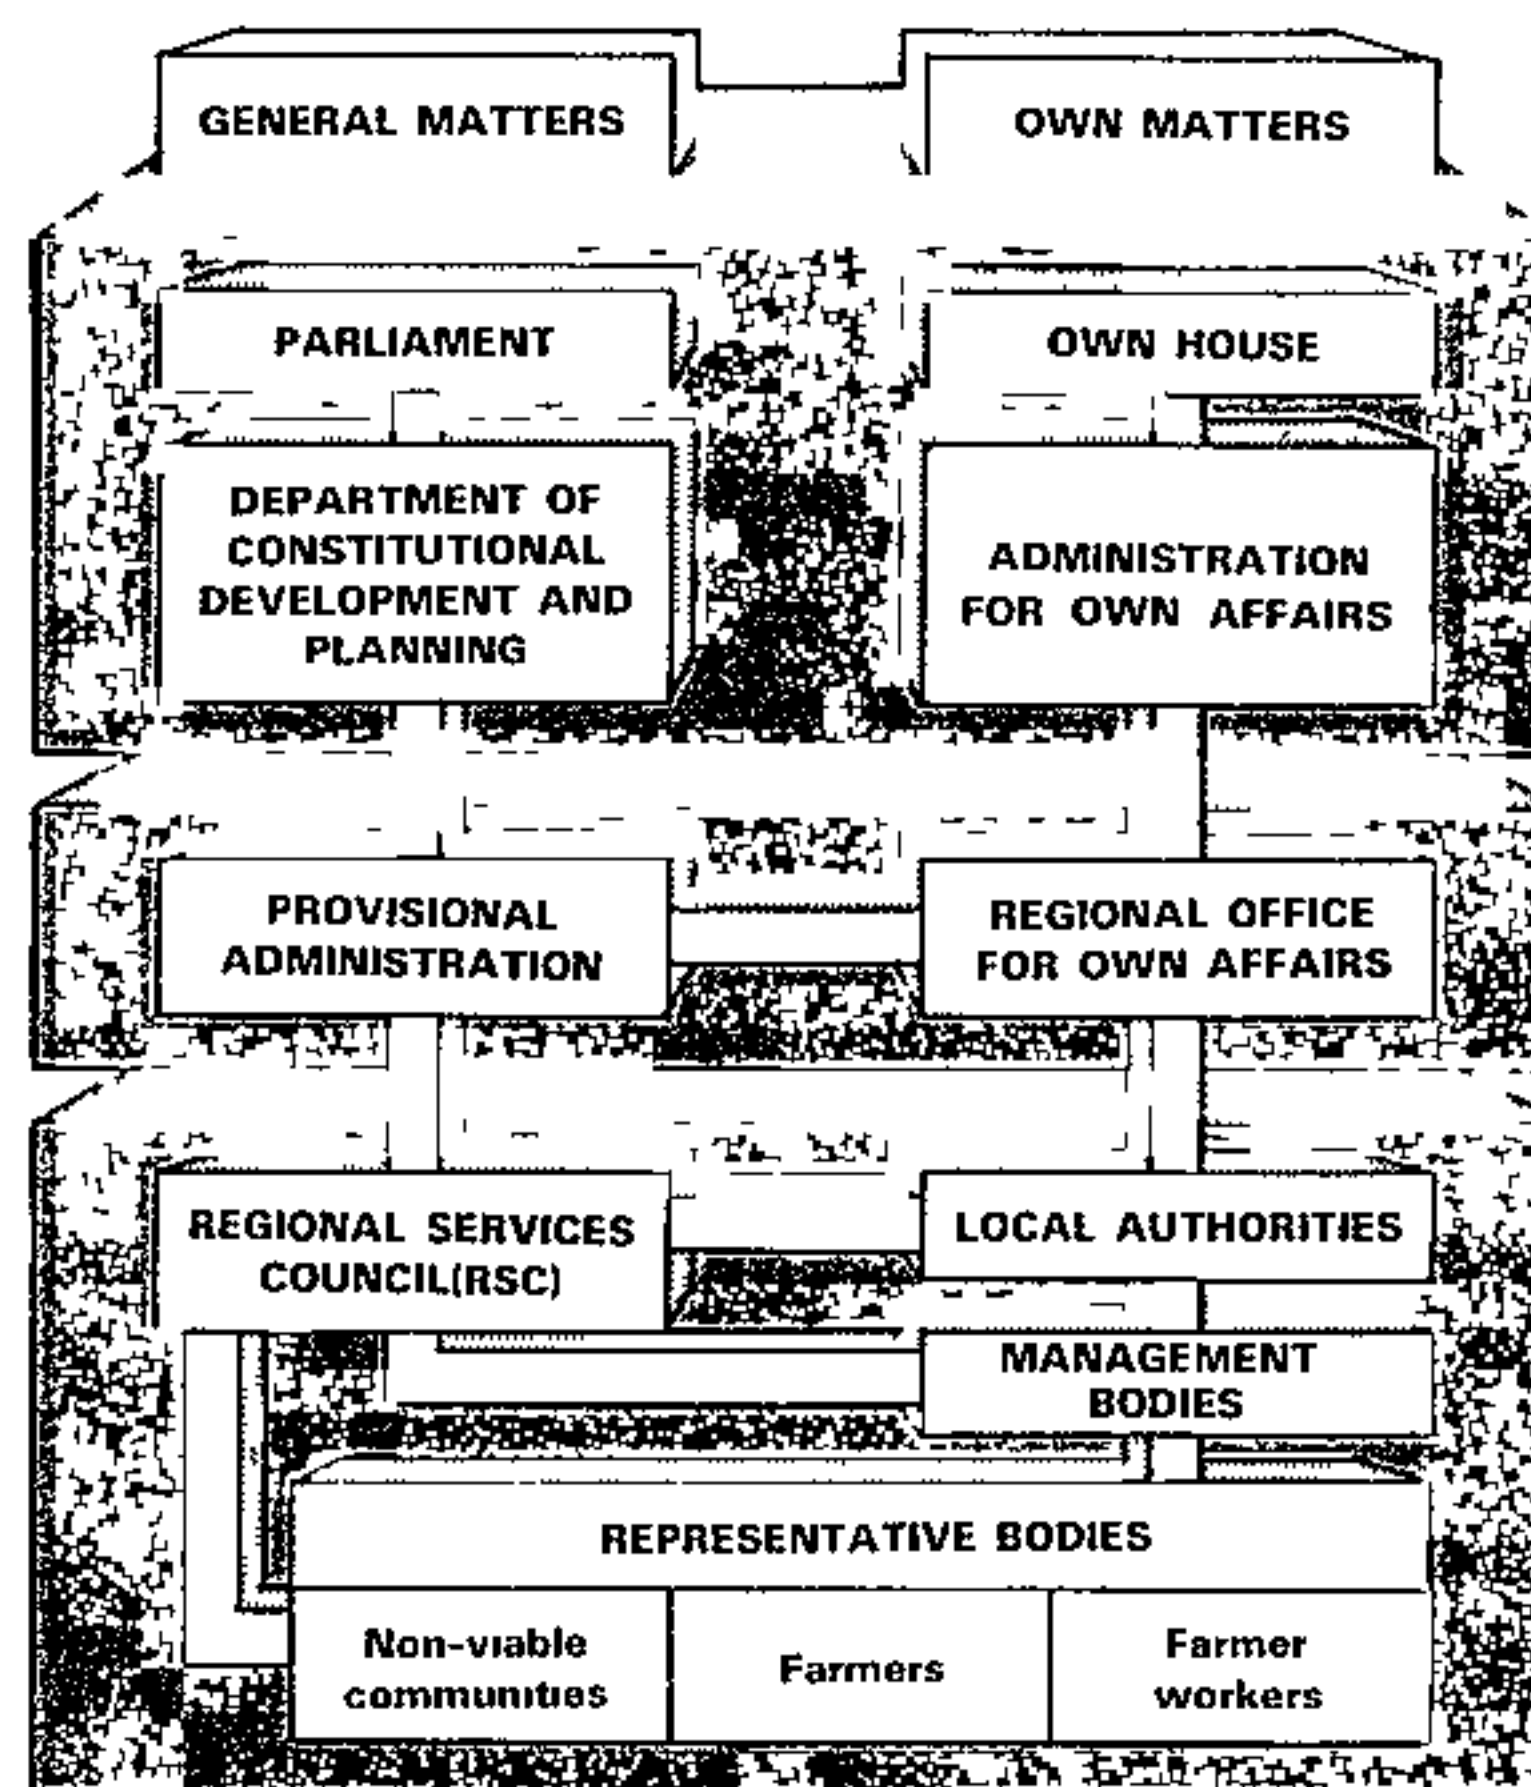 GENERAL MATTERS
OWN MATTERS
PARLIAMENT
OWN HOUSE
DEPARTMENT OF
CONSTITUTIONAL
DEVELOPMENT AND
PLANNING
ADMINISTRATION
FOR OWN AFFAIRS
PROVISIONAL
ADMINISTRATION
REGIONAL OFFICE
FOR OWN AFFAIRS
REGIONAL SERVICES
COUNCIL(RSC)
LOCAL AUTHORITIES
MANAGEMENT
BODIES
REPRESENTATIVE BODIES
Non-viable
communities
Farmers
Farmer
workers